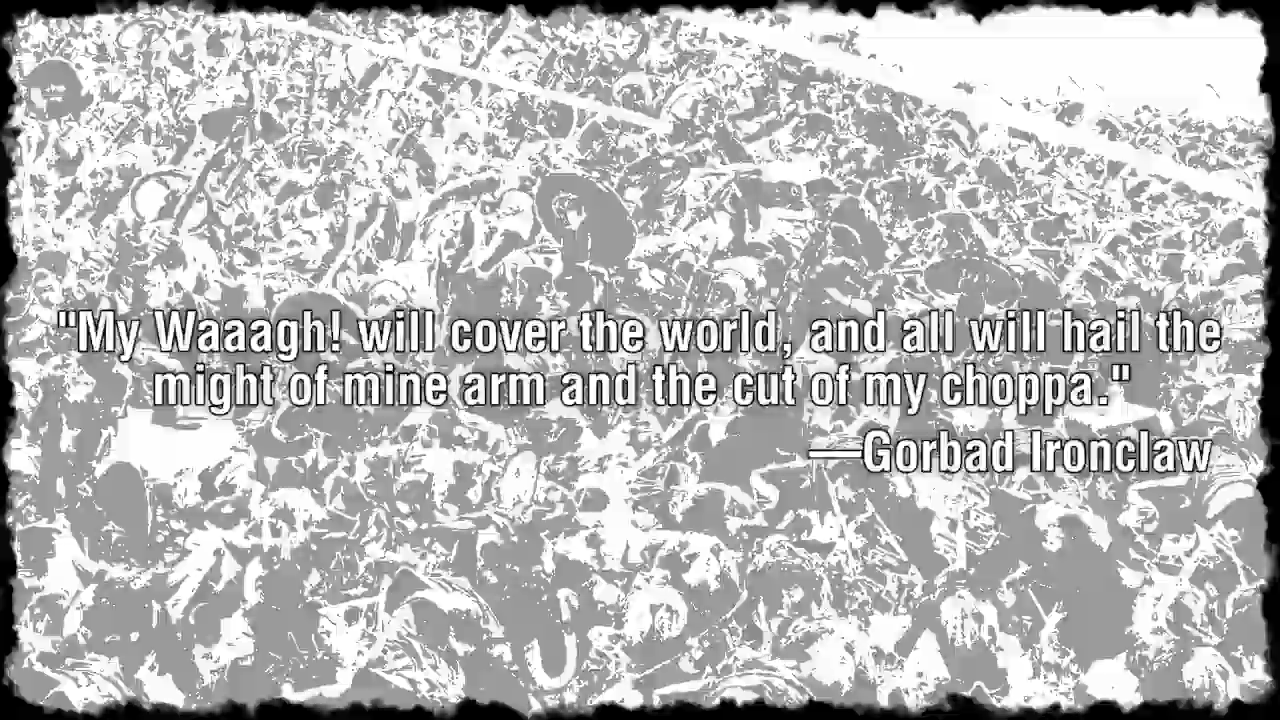 "My Waaagh! will cover the world, and all will hail the
might of mine arm and the cut of my choppa."
—Gorbad Ironclaw